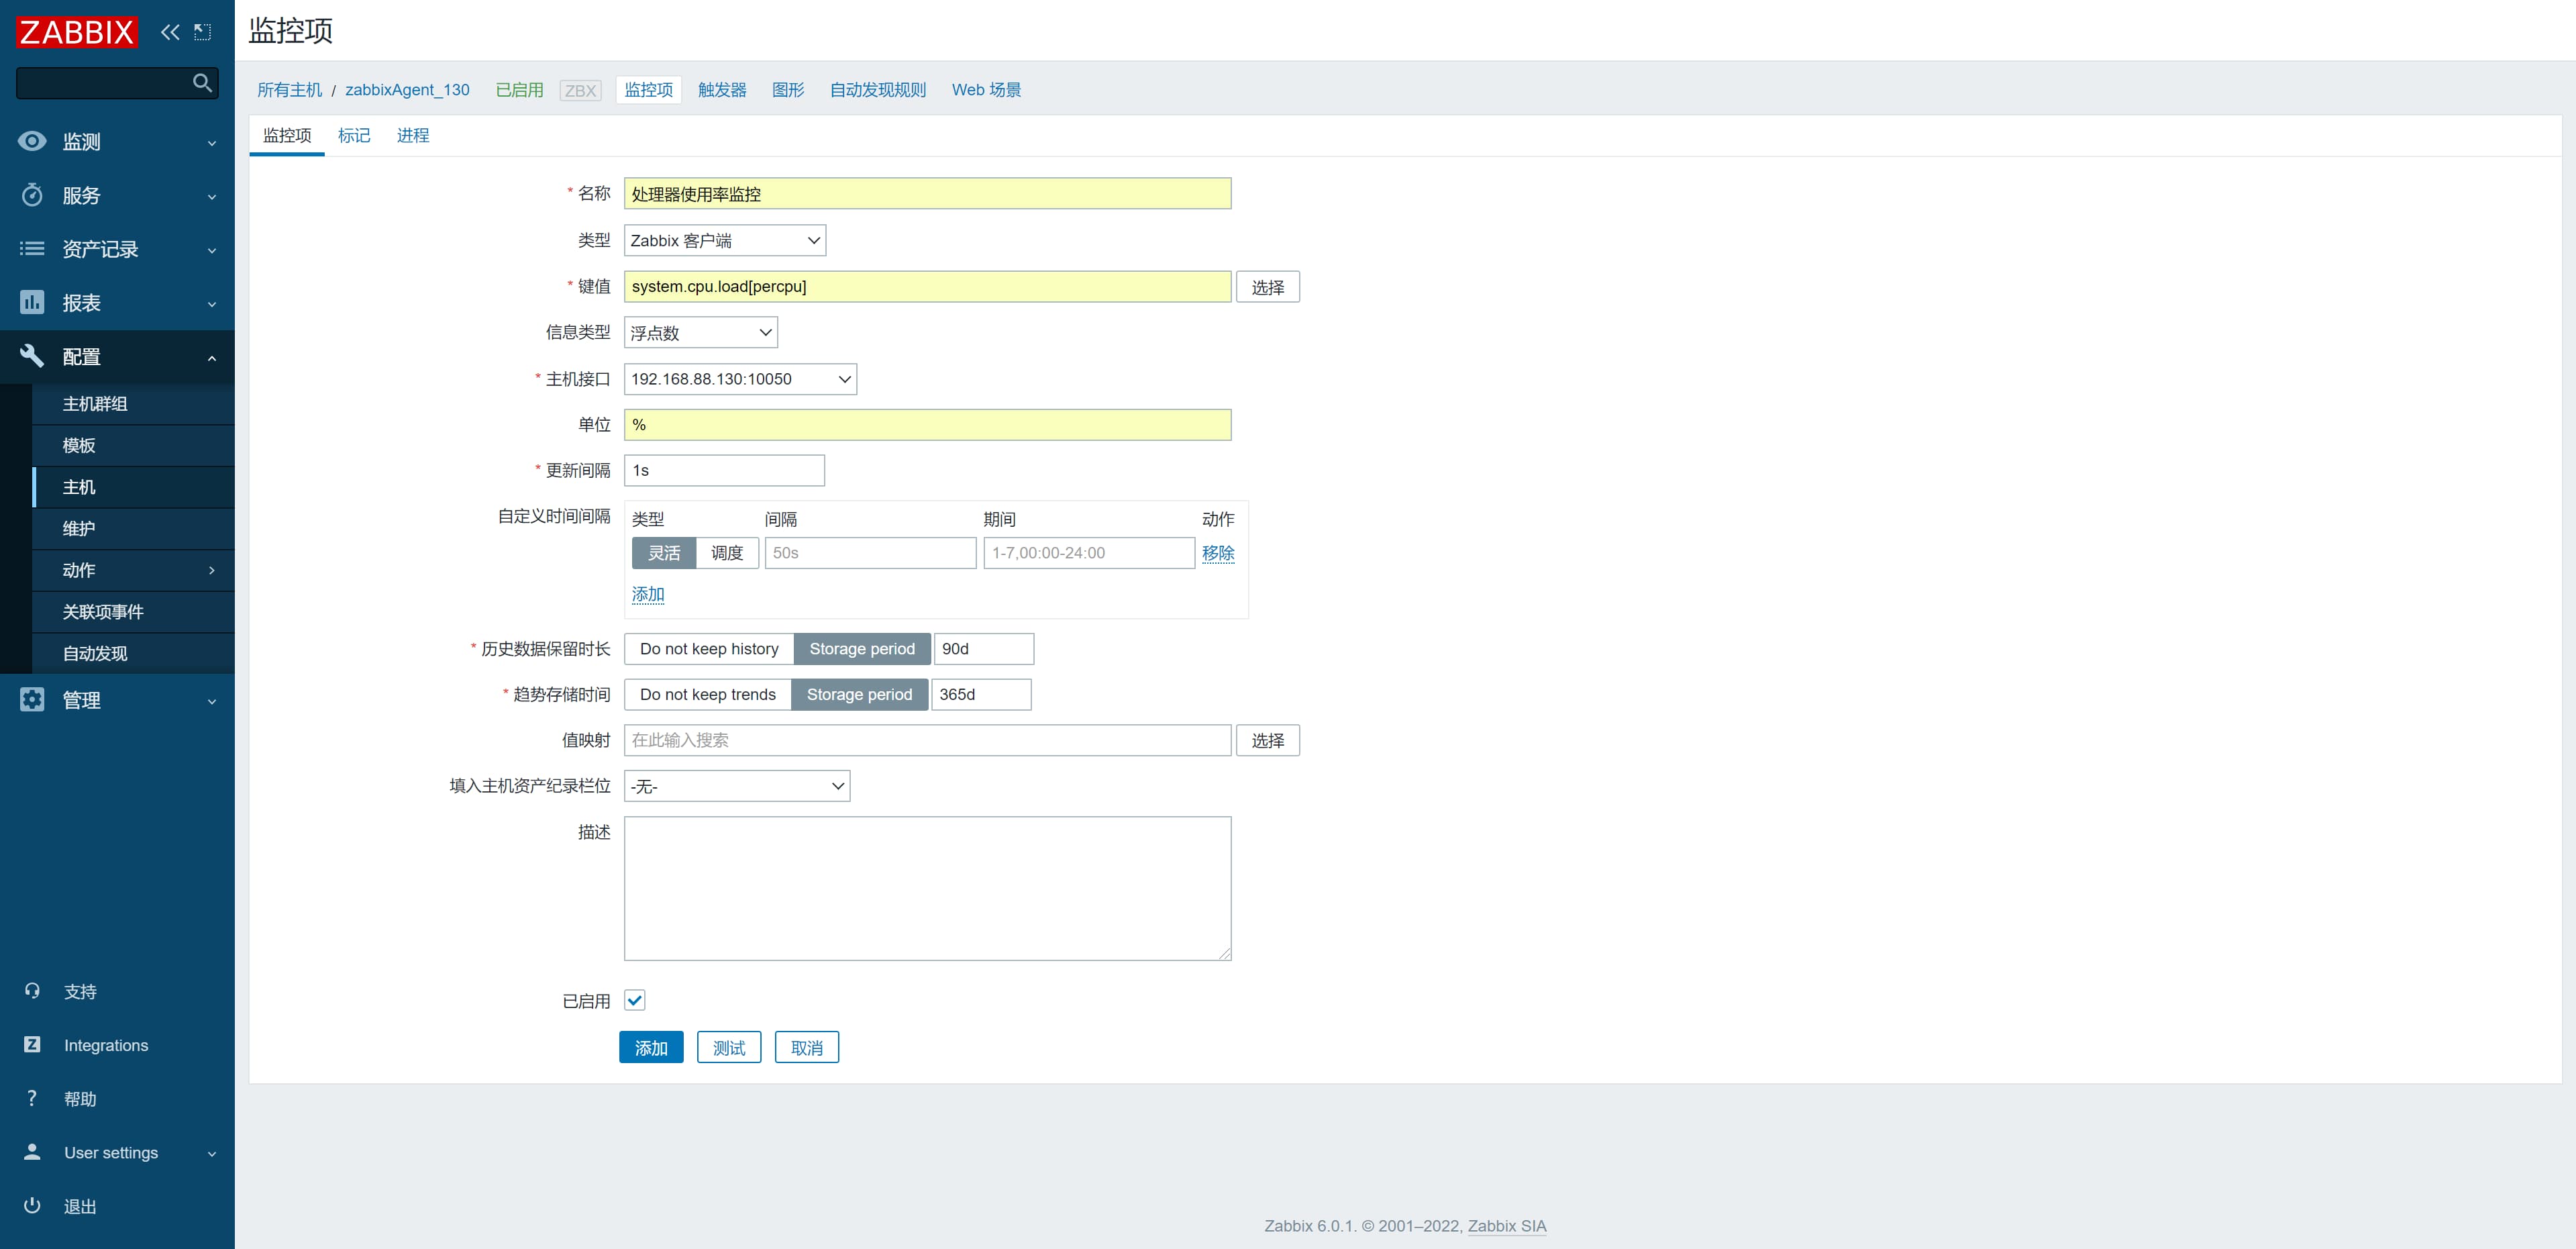 ZABBIX
监控项
所有主机 / zabbixAgent_130 已启用 ZBX 监控项 触发器 图形 自动发现规则 Web 场景
监控项 标记 进程
监测
服务
资产记录
报表
配置
主机群组
模板
主机
维护
动作
关联项事件
自动发现
管理
支持
Integrations
? 帮助
User settings
退出
* 名称 处理器使用率监控
类型 Zabbix 客户端
* 键值 system.cpu.load[percpu] 选择
信息类型 浮点数
* 主机接口 192.168.88.130:10050
单位 %
* 更新间隔 1s
自定义时间间隔 类型 间隔 期间 动作
灵活 调度 50s 1-7,00:00-24:00 移除
添加
* 历史数据保留时长 Do not keep history Storage period 90d
* 趋势存储时间 Do not keep trends Storage period 365d
值映射 在此输入搜索 选择
填入主机资产纪录栏位 -无-
描述
已启用
添加 测试 取消
Zabbix 6.0.1. © 2001–2022, Zabbix SIA